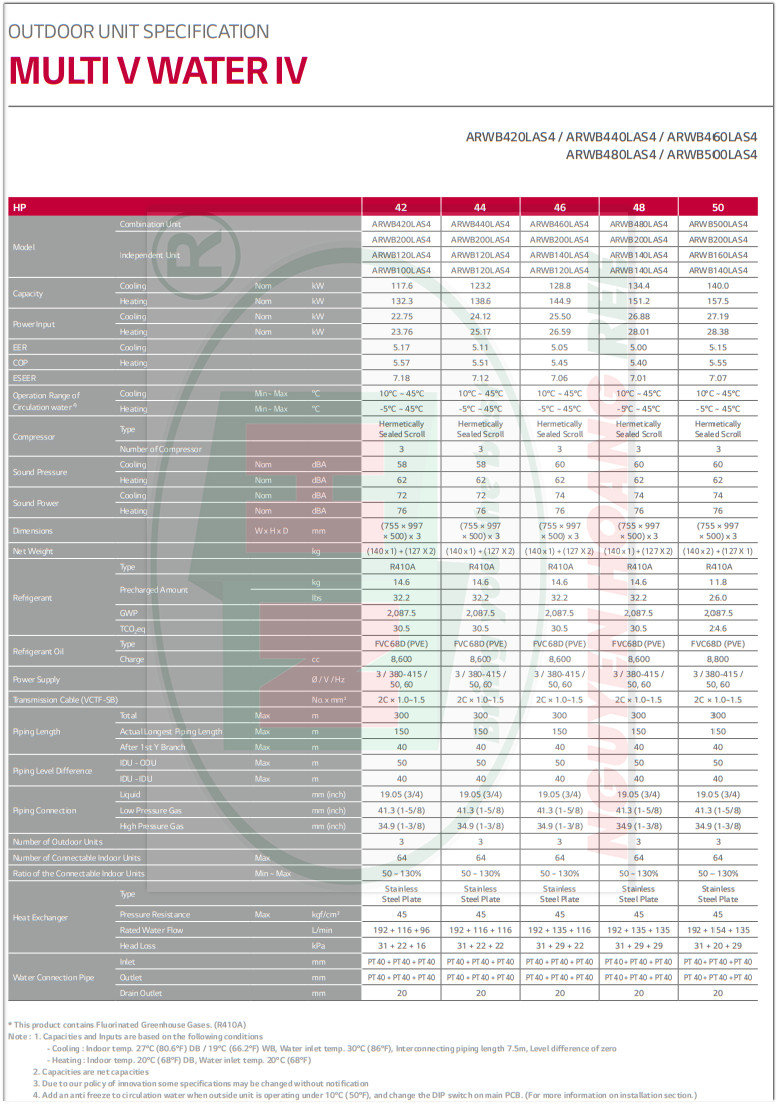 OUTDOOR UNIT SPECIFICATION
MULTI V WATER IV
ARWB420LAS4 / ARWB440LAS4 / ARWB460LAS4
ARWB480LAS4 / ARWB500LAS4
HP 42 44 46 48 50
Model Combination Unit ARWB420LAS4 ARWB440LAS4 ARWB460LAS4 ARWB480LAS4 ARWB500LAS4
Independent Unit ARWB200LAS4 ARWB200LAS4 ARWB200LAS4 ARWB200LAS4 ARWB200LAS4
ARWB120LAS4 ARWB120LAS4 ARWB140LAS4 ARWB140LAS4 ARWB160LAS4
ARWB100LAS4 ARWB120LAS4 ARWB120LAS4 ARWB140LAS4 ARWB140LAS4
Capacity Cooling Nom kW 117.6 123.2 128.8 134.4 140.0
Heating Nom kW 132.3 138.6 144.9 151.2 157.5
Power Input Cooling Nom kW 22.75 24.12 25.50 26.88 27.19
Heating Nom kW 23.76 25.17 26.59 28.01 28.38
EER Cooling 5.17 5.11 5.05 5.00 5.15
COP Heating 5.57 5.51 5.45 5.40 5.55
ESEER 7.18 7.12 7.06 7.01 7.07
Operation Range of Circulation water 4) Cooling Min - Max °C 10°C ~ 45°C 10°C ~ 45°C 10°C ~ 45°C 10°C ~ 45°C 10°C ~ 45°C
Heating Min - Max °C -5°C ~ 45°C -5°C ~ 45°C -5°C ~ 45°C -5°C ~ 45°C -5°C ~ 45°C
Compressor Type Hermetically Sealed Scroll Hermetically Sealed Scroll Hermetically Sealed Scroll Hermetically Sealed Scroll Hermetically Sealed Scroll
Number of Compressor 3 3 3 3 3
Sound Pressure Cooling Nom dBA 58 58 60 60 60
Heating Nom dBA 62 62 62 62 62
Sound Power Cooling Nom dBA 72 72 74 74 74
Heating Nom dBA 76 76 76 76 76
Dimensions W x H x D mm (755 × 997 × 500) x 3 (755 × 997 × 500) x 3 (755 × 997 × 500) x 3 (755 × 997 × 500) x 3 (755 × 997 × 500) x 3
Net Weight kg (140 x 1) + (127 X 2) (140 x 1) + (127 X 2) (140 x 1) + (127 X 2) (140 x 1) + (127 X 2) (140 x 2) + (127 X 1)
Refrigerant Type R410A R410A R410A R410A R410A
Precharged Amount kg 14.6 14.6 14.6 14.6 11.8
lbs 32.2 32.2 32.2 32.2 26.0
GWP 2,087.5 2,087.5 2,087.5 2,087.5 2,087.5
TCO₂eq 30.5 30.5 30.5 30.5 24.6
Refrigerant Oil Type FVC68D (PVE) FVC68D (PVE) FVC68D (PVE) FVC68D (PVE) FVC68D (PVE)
Charge cc 8,600 8,600 8,600 8,600 8,800
Power Supply Ø / V / Hz 3 / 380-415 / 50, 60 3 / 380-415 / 50, 60 3 / 380-415 / 50, 60 3 / 380-415 / 50, 60 3 / 380-415 / 50, 60
Transmission Cable (VCTF-SB) No. x mm² 2C × 1.0~1.5 2C × 1.0~1.5 2C × 1.0~1.5 2C × 1.0~1.5 2C × 1.0~1.5
Piping Length Total Max m 300 300 300 300 300
Actual Longest Piping Length Max m 150 150 150 150 150
After 1st Y Branch Max m 40 40 40 40 40
Piping Level Difference IDU - ODU Max m 50 50 50 50 50
IDU - IDU Max m 40 40 40 40 40
Piping Connection Liquid mm (inch) 19.05 (3/4) 19.05 (3/4) 19.05 (3/4) 19.05 (3/4) 19.05 (3/4)
Low Pressure Gas mm (inch) 41.3 (1-5/8) 41.3 (1-5/8) 41.3 (1-5/8) 41.3 (1-5/8) 41.3 (1-5/8)
High Pressure Gas mm (inch) 34.9 (1-3/8) 34.9 (1-3/8) 34.9 (1-3/8) 34.9 (1-3/8) 34.9 (1-3/8)
Number of Outdoor Units 3 3 3 3 3
Number of Connectable Indoor Units Max 64 64 64 64 64
Ratio of the Connectable Indoor Units Min - Max 50 ~ 130% 50 ~ 130% 50 ~ 130% 50 ~ 130% 50 ~ 130%
Heat Exchanger Type Stainless Steel Plate Stainless Steel Plate Stainless Steel Plate Stainless Steel Plate Stainless Steel Plate
Pressure Resistance Max kgf/cm² 45 45 45 45 45
Rated Water Flow L/min 192 + 116 + 96 192 + 116 + 116 192 + 135 + 116 192 + 135 + 135 192 + 154 + 135
Head Loss kPa 31 + 22 + 16 31 + 22 + 22 31 + 29 + 22 31 + 29 + 29 31 + 20 + 29
Water Connection Pipe Inlet mm PT 40 + PT 40 + PT 40 PT 40 + PT 40 + PT 40 PT 40 + PT 40 + PT 40 PT 40 + PT 40 + PT 40 PT 40 + PT 40 + PT 40
Outlet mm PT 40 + PT 40 + PT 40 PT 40 + PT 40 + PT 40 PT 40 + PT 40 + PT 40 PT 40 + PT 40 + PT 40 PT 40 + PT 40 + PT 40
Drain Outlet mm 20 20 20 20 20
* This product contains Fluorinated Greenhouse Gases. (R410A)
Note : 1. Capacities and Inputs are based on the following conditions
- Cooling : Indoor temp. 27°C (80.6°F) DB / 19°C (66.2°F) WB, Water inlet temp. 30°C (86°F), Interconnecting piping length 7.5m, Level difference of zero
- Heating : Indoor temp. 20°C (68°F) DB, Water inlet temp. 20°C (68°F)
2. Capacities are net capacities
3. Due to our policy of innovation some specifications may be changed without notification
4. Add an anti freeze to circulation water when outside unit is operating under 10°C (50°F), and change the DIP switch on main PCB. (For more information on installation section.)
®
NGUYEN HOANG REE